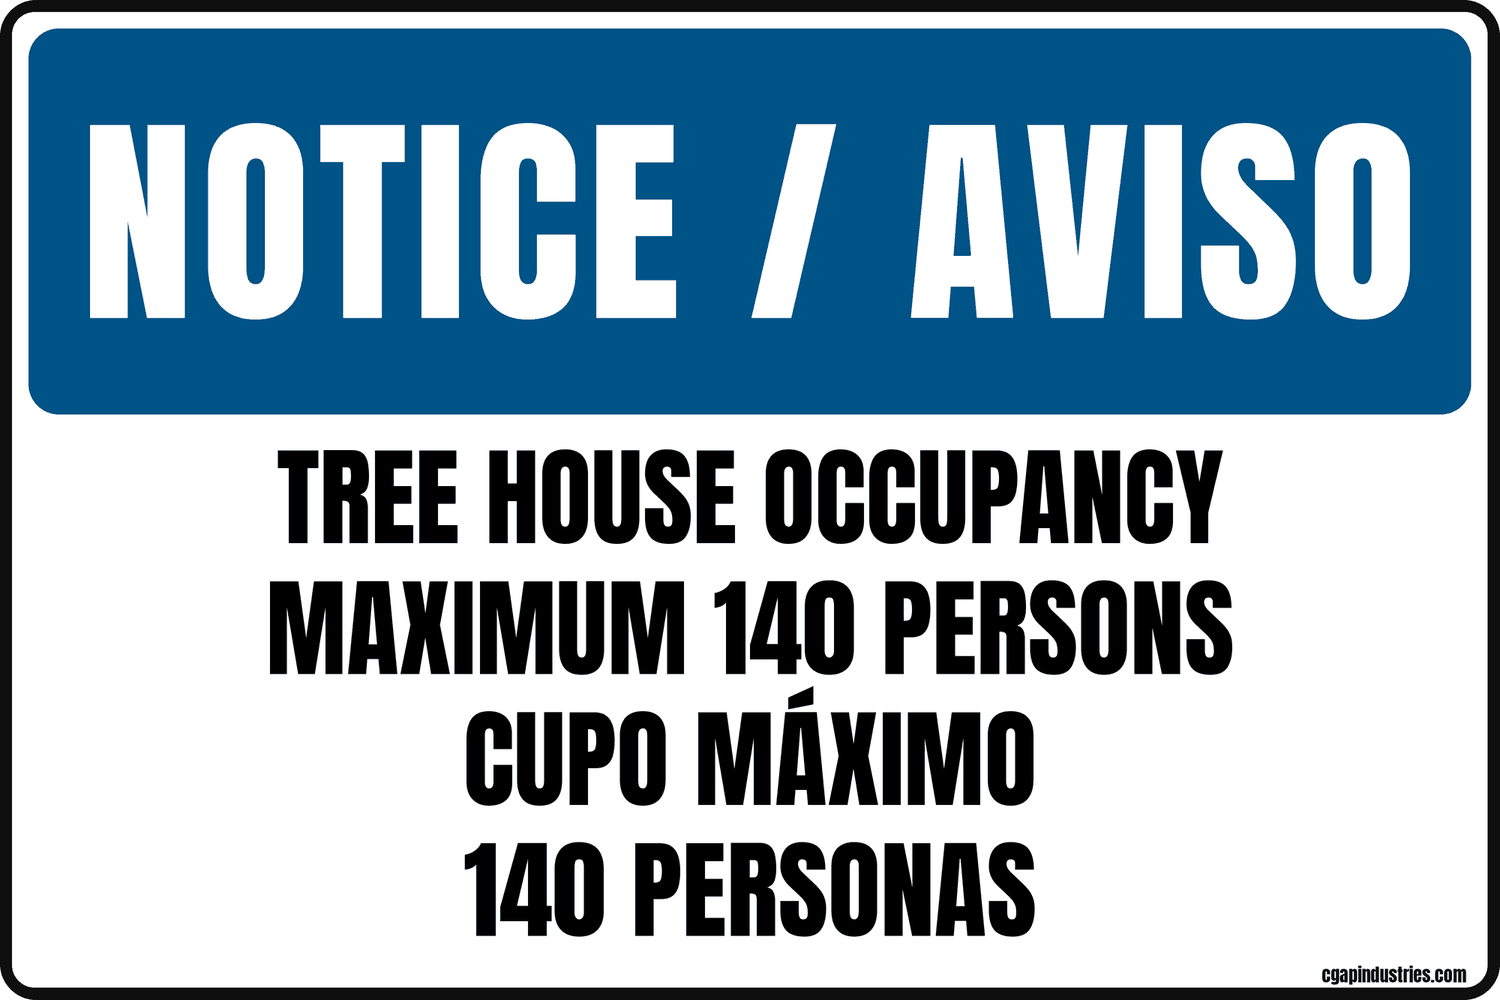 NOTICE / AVISO
TREE HOUSE OCCUPANCY
MAXIMUM 140 PERSONS
CUPO MÁXIMO
140 PERSONAS
cgapindustries.com